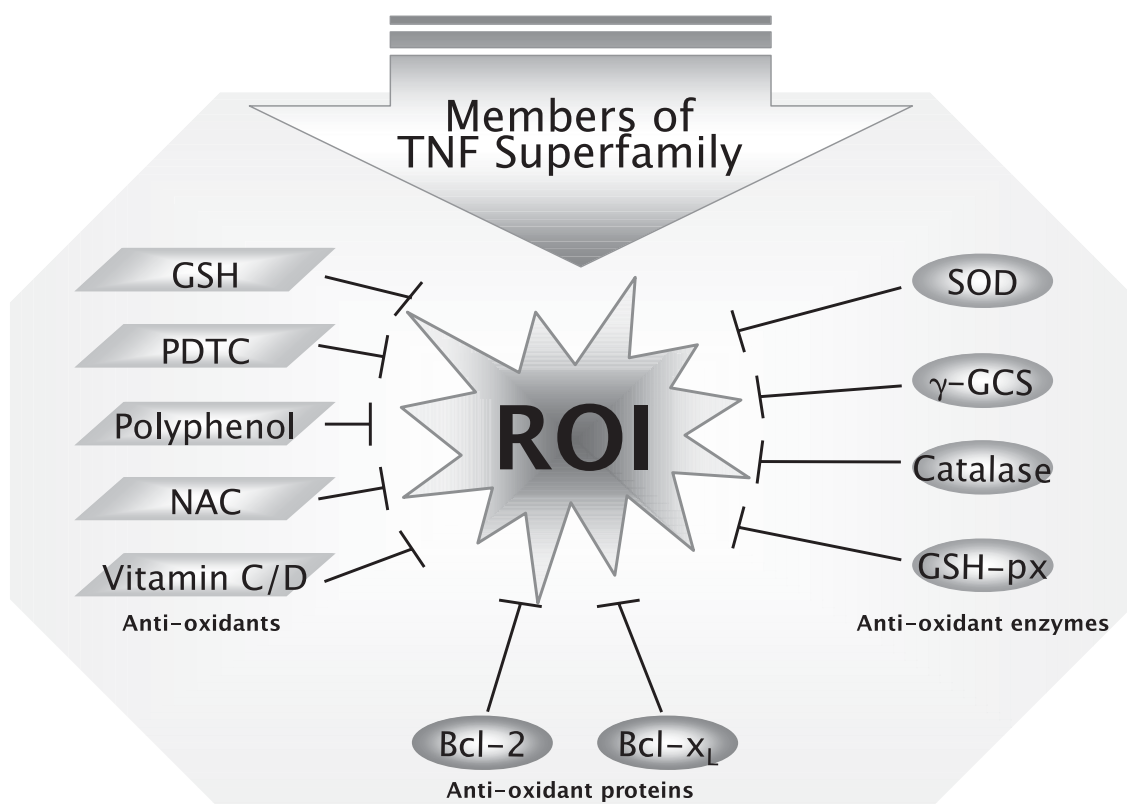 Members of
TNF Superfamily
GSH
PDTC
Polyphenol
NAC
Vitamin C/D
Anti-oxidants
ROI
SOD
γ-GCS
Catalase
GSH-px
Anti-oxidant enzymes
Bcl-2
Bcl-xL
Anti-oxidant proteins